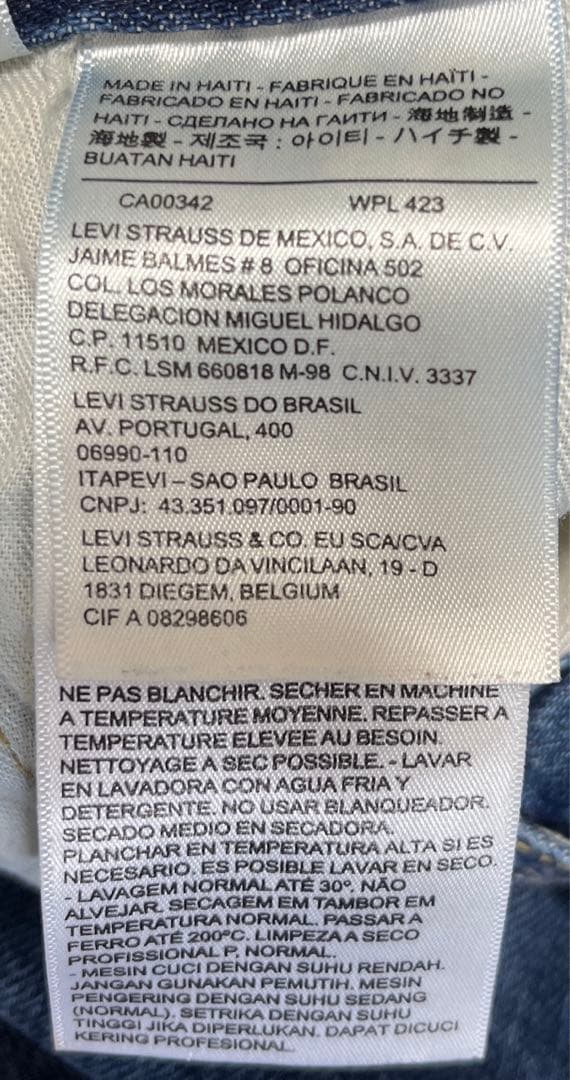 MADE IN HAITI - FABRIQUE EN HAÏTI -
FABRICADO EN HAITI - FABRICADO NO
HAITI - СДЕЛАНО НА ГАИТИ - 海地制造 -
海地製 - 제조국 : 아이티 - ハイチ製 -
BUATAN HAITI
CA00342 WPL 423
LEVI STRAUSS DE MEXICO, S.A. DE C.V.
JAIME BALMES # 8 OFICINA 502
COL. LOS MORALES POLANCO
DELEGACION MIGUEL HIDALGO
C.P. 11510 MEXICO D.F.
R.F.C. LSM 660818 M-98 C.N.I.V. 3337
LEVI STRAUSS DO BRASIL
AV. PORTUGAL, 400
06990-110
ITAPEVI – SAO PAULO BRASIL
CNPJ: 43.351.097/0001-90
LEVI STRAUSS & CO. EU SCA/CVA
LEONARDO DA VINCILAAN, 19 - D
1831 DIEGEM, BELGIUM
CIF A 08298606
NE PAS BLANCHIR. SECHER EN MACHINE
A TEMPERATURE MOYENNE. REPASSER A
TEMPERATURE ELEVEE AU BESOIN.
NETTOYAGE A SEC POSSIBLE. - LAVAR
EN LAVADORA CON AGUA FRIA Y
DETERGENTE. NO USAR BLANQUEADOR.
SECADO MEDIO EN SECADORA.
PLANCHAR EN TEMPERATURA ALTA SI ES
NECESARIO. ES POSIBLE LAVAR EN SECO.
- LAVAGEM NORMAL ATÉ 30º. NÃO
ALVEJAR. SECAGEM EM TAMBOR EM
TEMPERATURA NORMAL. PASSAR A
FERRO ATÉ 200ºC. LIMPEZA A SECO
PROFISSIONAL P, NORMAL.
- MESIN CUCI DENGAN SUHU RENDAH.
JANGAN GUNAKAN PEMUTIH. MESIN
PENGERING DENGAN SUHU SEDANG
(NORMAL). SETRIKA DENGAN SUHU
TINGGI JIKA DIPERLUKAN. DAPAT DICUCI
KERING PROFESIONAL.